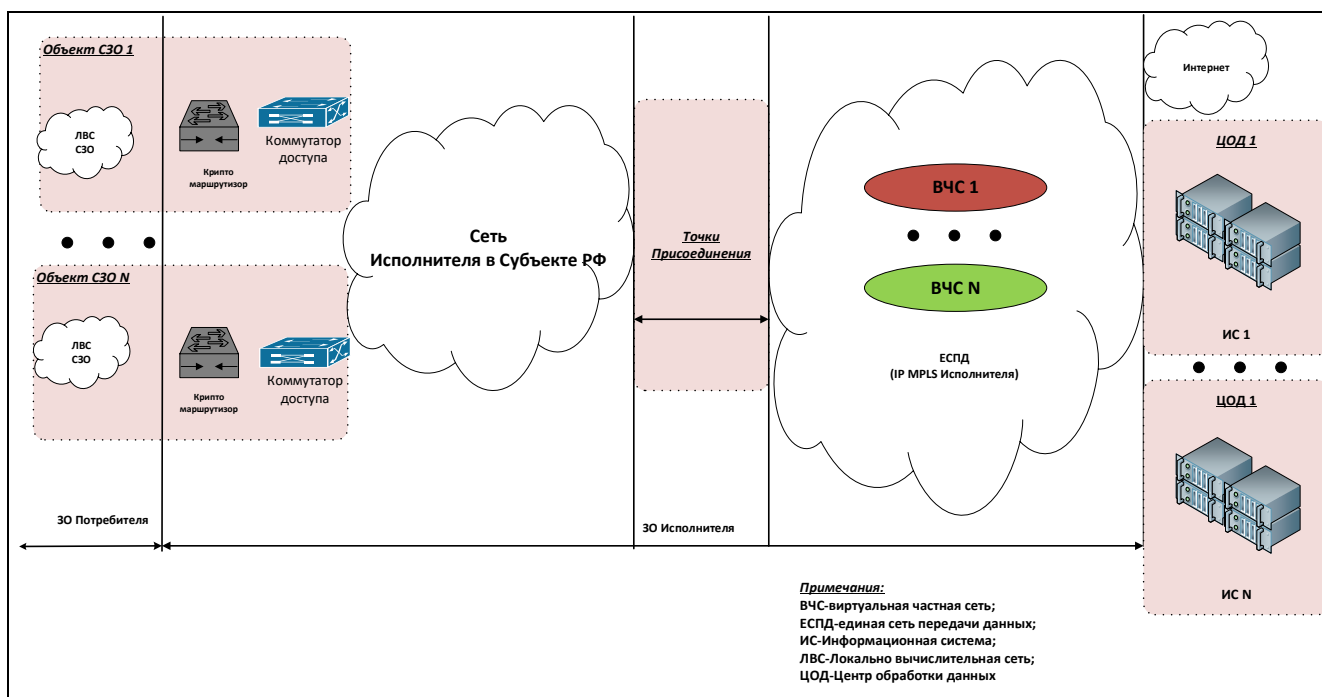 Объект СЗО 1
ЛВС
СЗО
Крипто
маршрутизор
Коммутатор
доступа
Объект СЗО N
ЛВС
СЗО
Крипто
маршрутизор
Коммутатор
доступа
Сеть
Исполнителя в Субъекте РФ
Точки
Присоединения
ВЧС 1
ВЧС N
ЕСПД
(IP MPLS Исполнителя)
Интернет
ЦОД 1
ИС 1
ЦОД 1
ИС N
ЗО Потребителя
ЗО Исполнителя
Примечания:
ВЧС-виртуальная частная сеть;
ЕСПД-единая сеть передачи данных;
ИС-Информационная система;
ЛВС-Локально вычислительная сеть;
ЦОД-Центр обработки данных